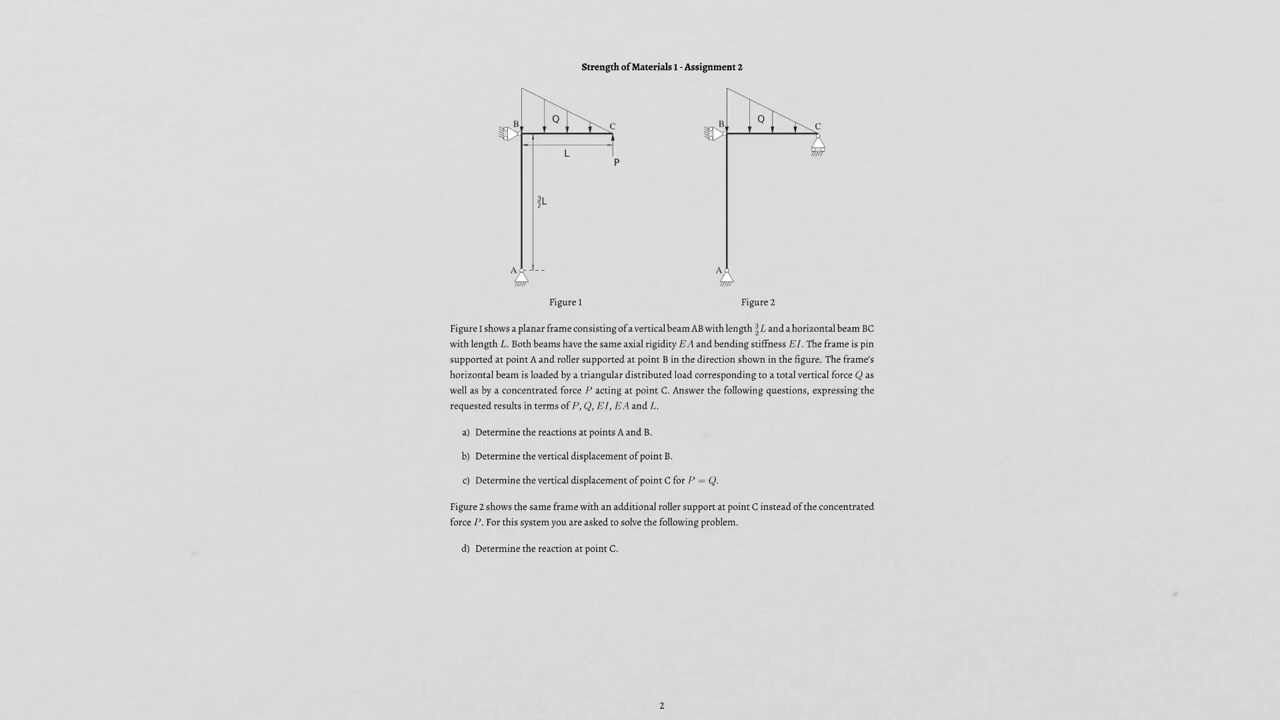 Strength of Materials 1 - Assignment 2
B Q C B Q C
L P
3/2 L
A A
Figure 1 Figure 2
Figure 1 shows a planar frame consisting of a vertical beam AB with length 3/2 L and a horizontal beam BC
with length L. Both beams have the same axial rigidity EA and bending stiffness EI. The frame is pin
supported at point A and roller supported at point B in the direction shown in the figure. The frame's
horizontal beam is loaded by a triangular distributed load corresponding to a total vertical force Q as
well as by a concentrated force P acting at point C. Answer the following questions, expressing the
requested results in terms of P, Q, EI, EA and L.
a) Determine the reactions at points A and B.
b) Determine the vertical displacement of point B.
c) Determine the vertical displacement of point C for P = Q.
Figure 2 shows the same frame with an additional roller support at point C instead of the concentrated
force P. For this system you are asked to solve the following problem.
d) Determine the reaction at point C.
2